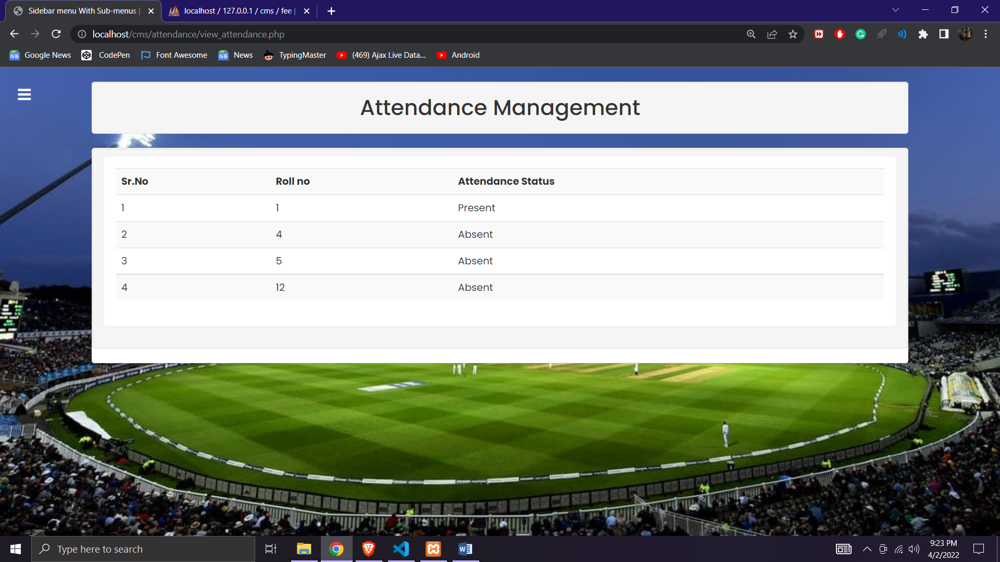 Sidebar menu With Sub-menus |
localhost / 127.0.0.1 / cms / fee |
localhost/cms/attendance/view_attendance.php
Google News
CodePen
Font Awesome
News
TypingMaster
(469) Ajax Live Data...
Android
Attendance Management
Sr.No Roll no Attendance Status
1 1 Present
2 4 Absent
3 5 Absent
4 12 Absent
Type here to search
9:23 PM
4/2/2022